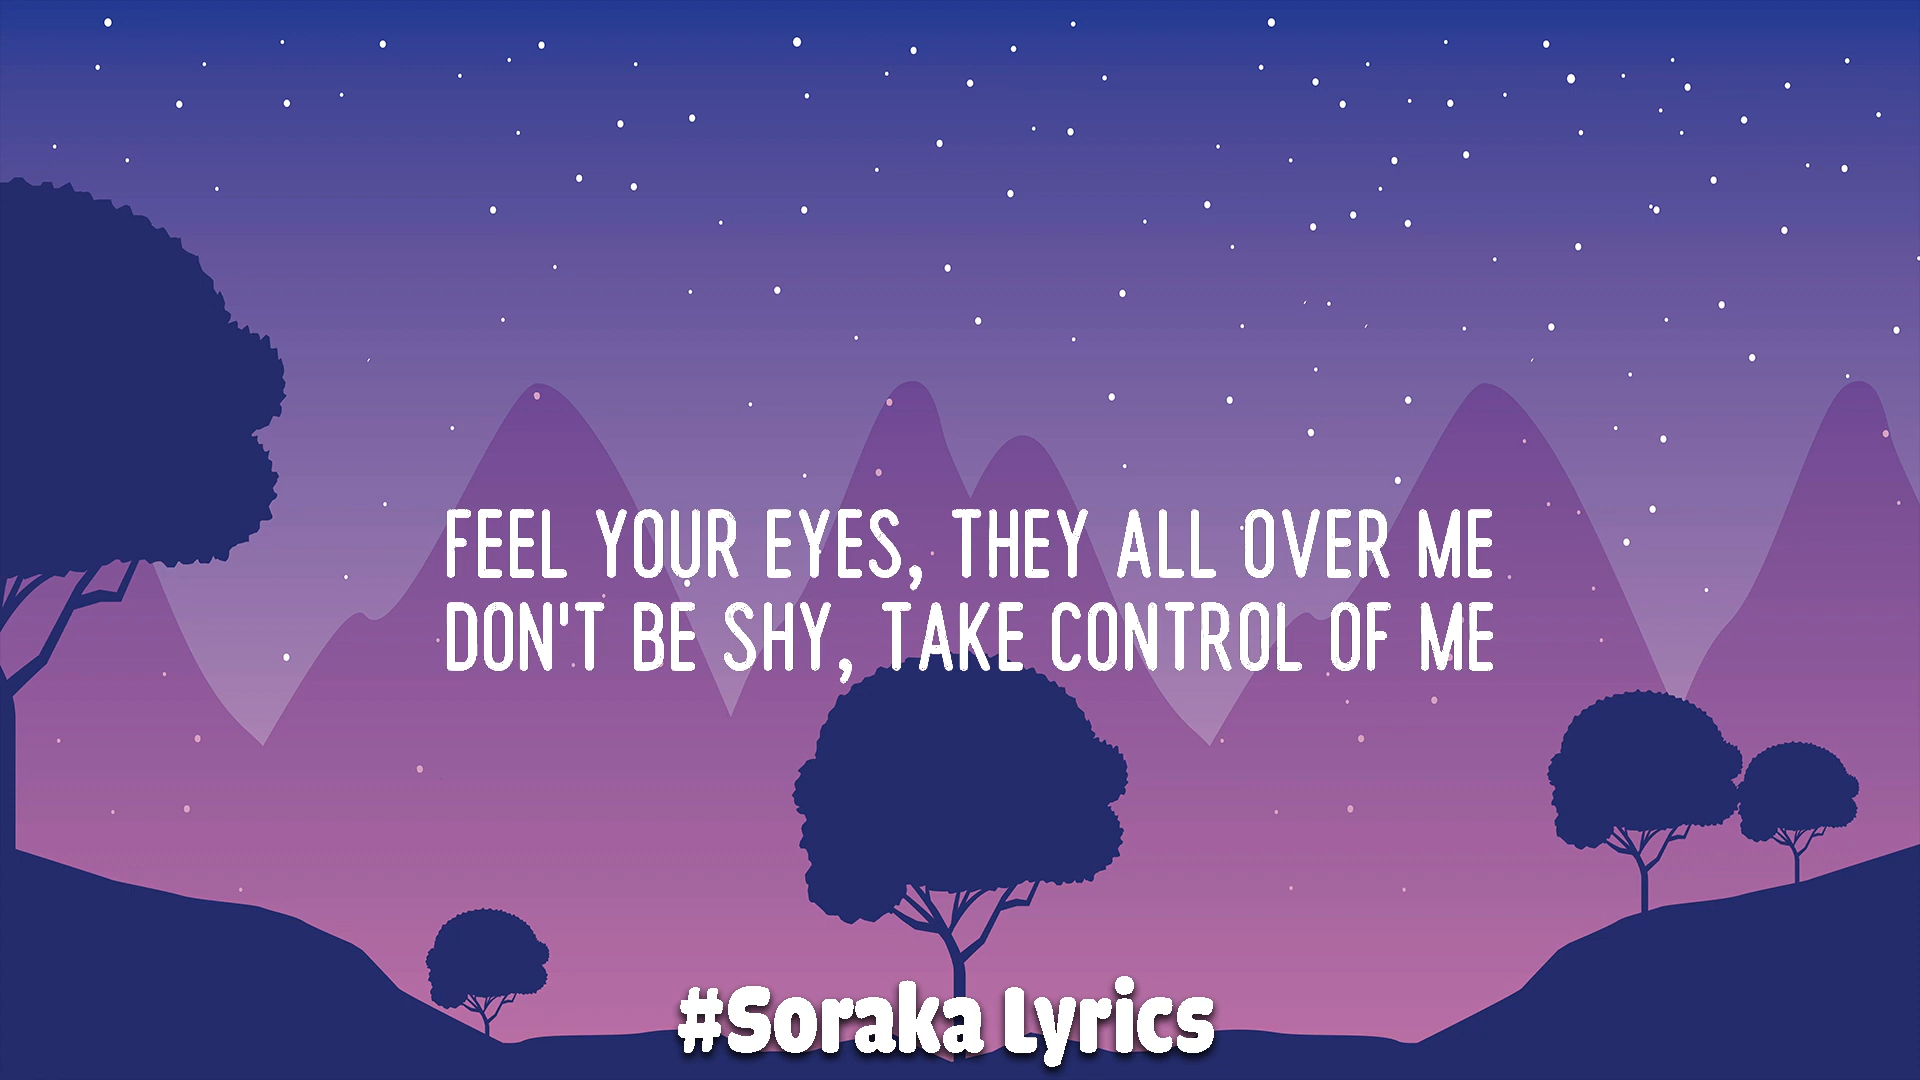 FEEL YOUR EYES, THEY ALL OVER ME
DON'T BE SHY, TAKE CONTROL OF ME
#Soraka Lyrics